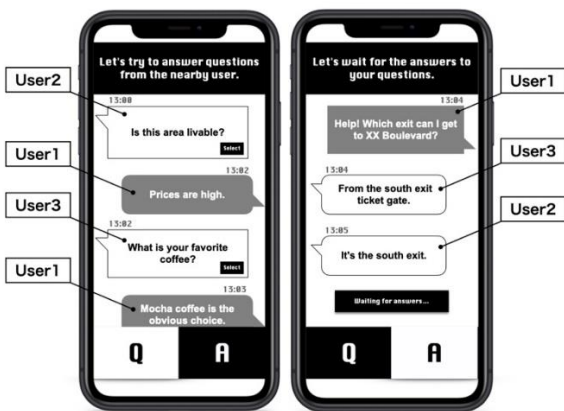 Let's try to answer questions
from the nearby user.
User2
13:00
Is this area livable?
Select
13:02
User1
Prices are high.
User3
13:02
What is your favorite
coffee?
Select
13:03
User1
Mocha coffee is the
obvious choice.
Q
A
Let's wait for the answers to
your questions.
User1
13:04
Help! Which exit can I get
to XX Boulevard?
13:04
User3
From the south exit
ticket gate.
User2
13:05
It's the south exit.
Waiting for answers...
Q
A